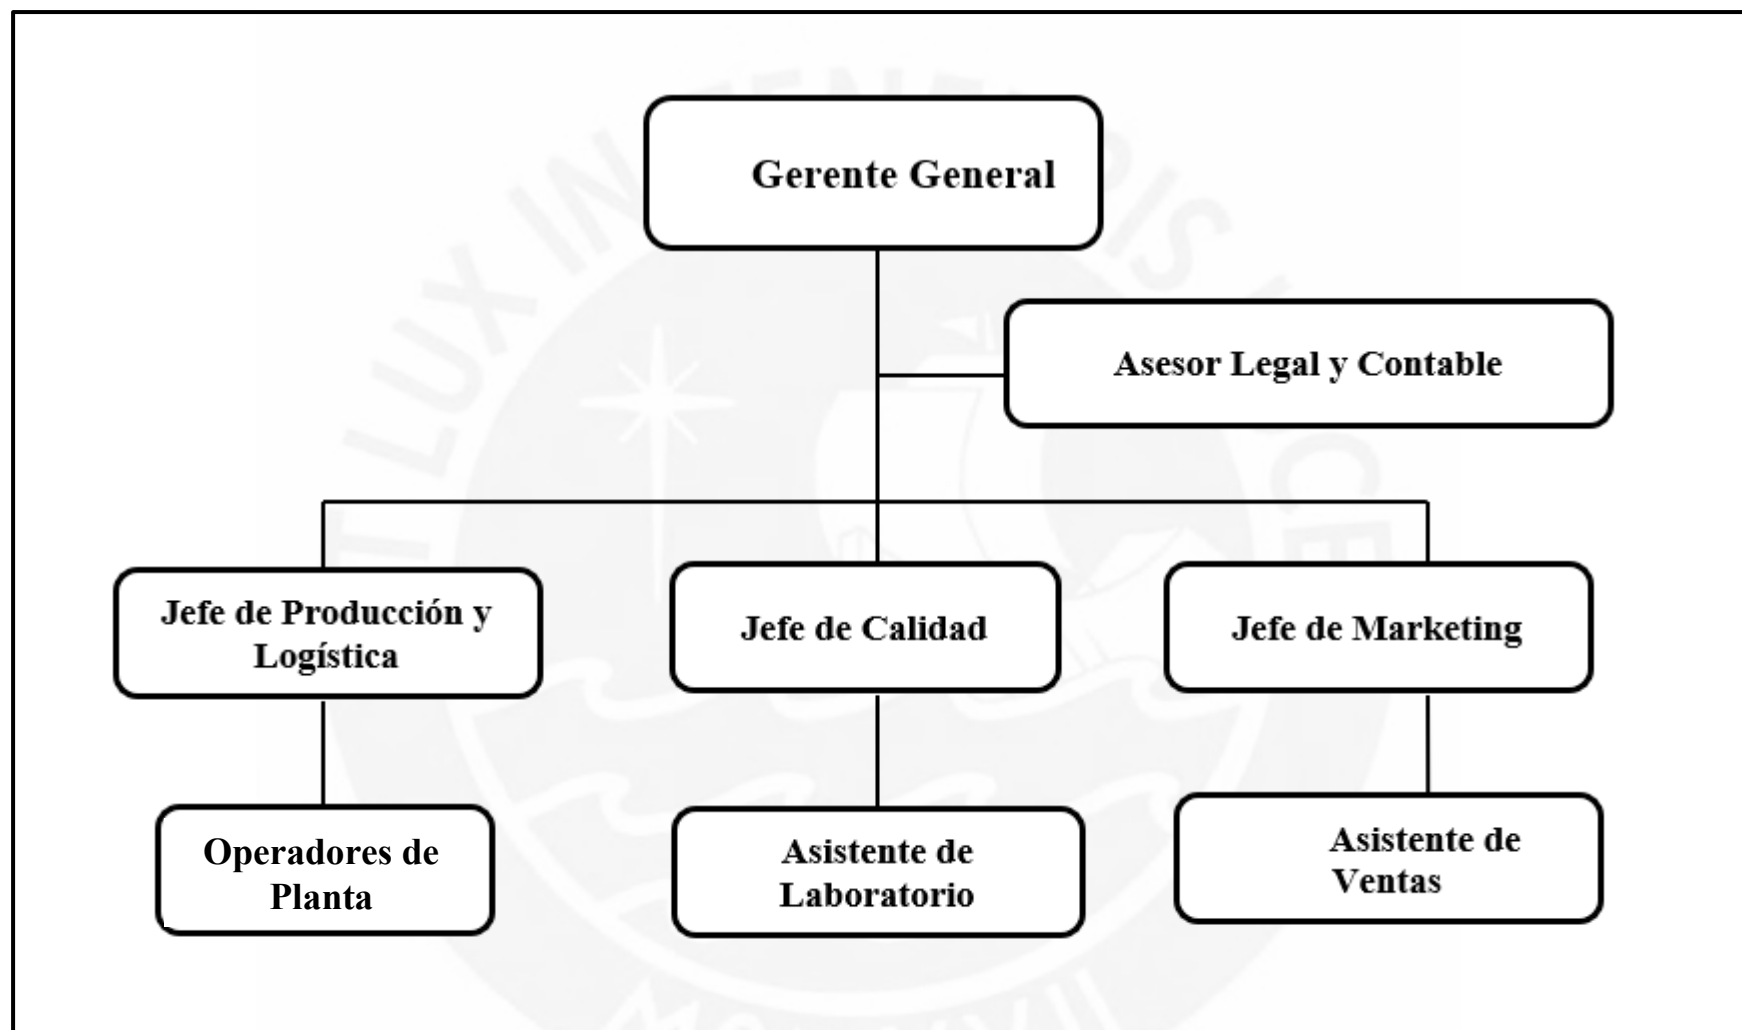 Gerente General
Asesor Legal y Contable
Jefe de Producción y
Logística
Jefe de Calidad
Jefe de Marketing
Operadores de
Planta
Asistente de
Laboratorio
Asistente de
Ventas